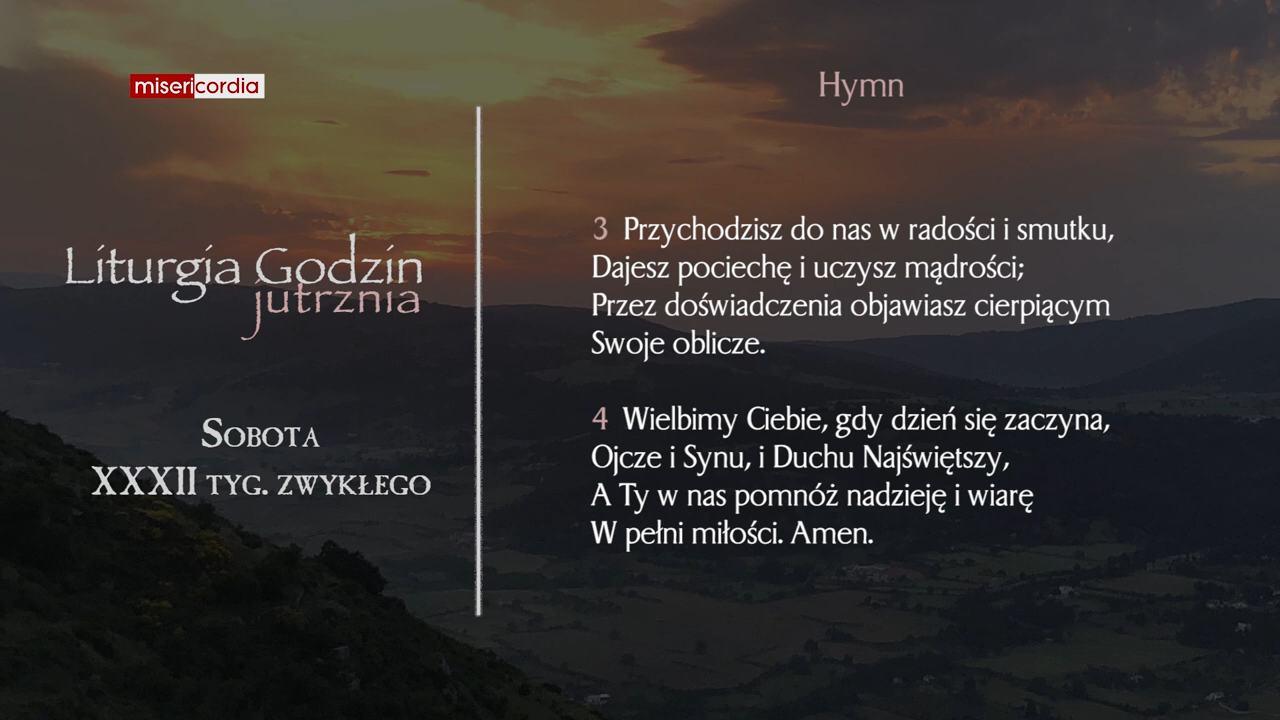 misericordia
Liturgia Godzin
jutrznia
Sobota
XXXII tyg. zwykłego
Hymn
3 Przychodzisz do nas w radości i smutku,
Dajesz pociechę i uczysz mądrości;
Przez doświadczenia objawiasz cierpiącym
Swoje oblicze.
4 Wielbimy Ciebie, gdy dzień się zaczyna,
Ojcze i Synu, i Duchu Najświętszy,
A Ty w nas pomnóż nadzieję i wiarę
W pełni miłości. Amen.